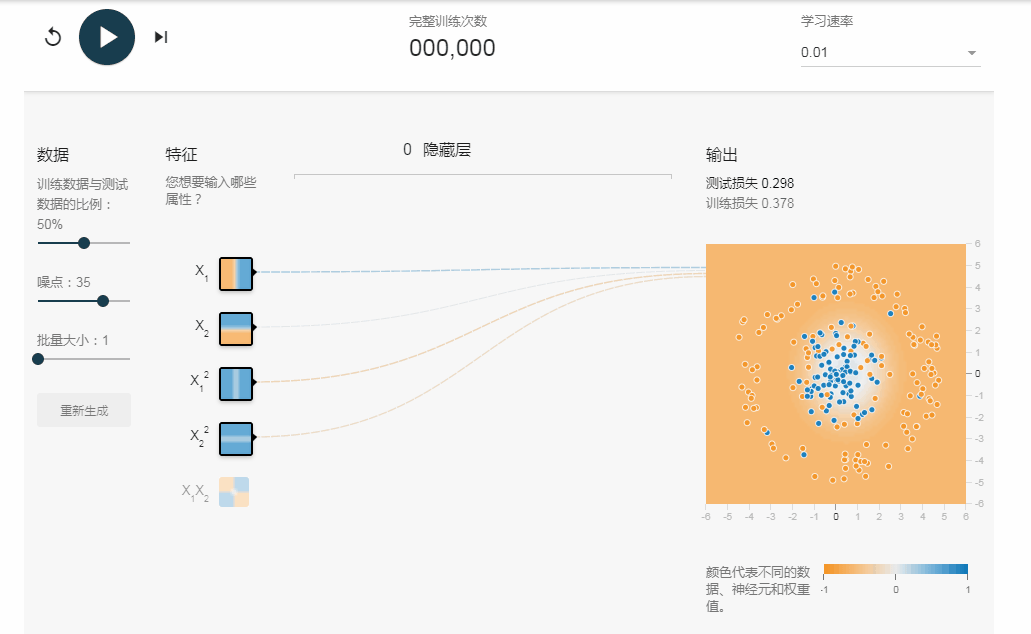 完整训练次数
000,000
学习速率
0.01
数据
训练数据与测试
数据的比例：
50%
噪点：35
批量大小：1
重新生成
特征
您想要输入哪些
属性？
X₁
X₂
X₁²
X₂²
X₁X₂
0 隐藏层
输出
测试损失 0.298
训练损失 0.378
6
5
4
3
2
1
0
-1
-2
-3
-4
-5
-6
-6 -5 -4 -3 -2 -1 0 1 2 3 4 5 6
颜色代表不同的数
据、神经元和权重
值。
-1 0 1